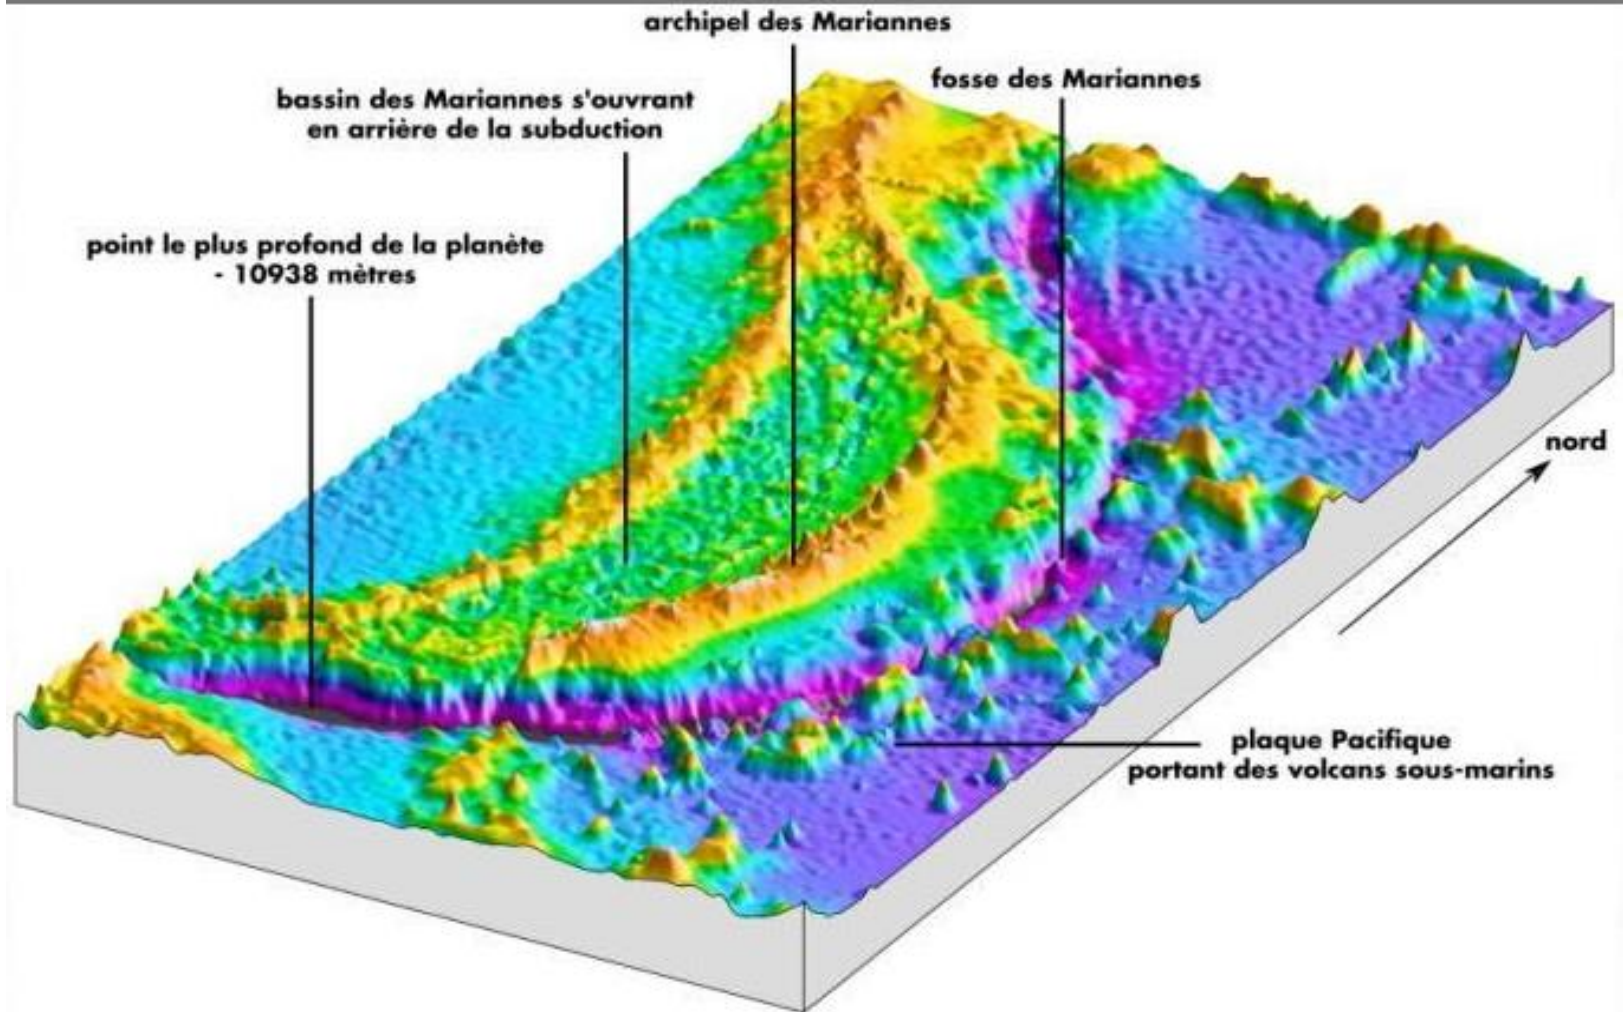 archipel des Mariannes
fosse des Mariannes
bassin des Mariannes s'ouvrant
en arrière de la subduction
point le plus profond de la planète
- 10938 mètres
nord
plaque Pacifique
portant des volcans sous-marins